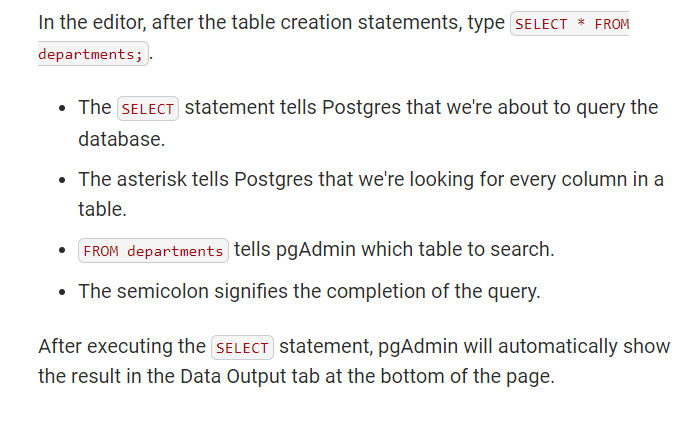 In the editor, after the table creation statements, type SELECT * FROM
departments;.
• The SELECT statement tells Postgres that we're about to query the
database.
• The asterisk tells Postgres that we're looking for every column in a
table.
• FROM departments tells pgAdmin which table to search.
• The semicolon signifies the completion of the query.
After executing the SELECT statement, pgAdmin will automatically show
the result in the Data Output tab at the bottom of the page.